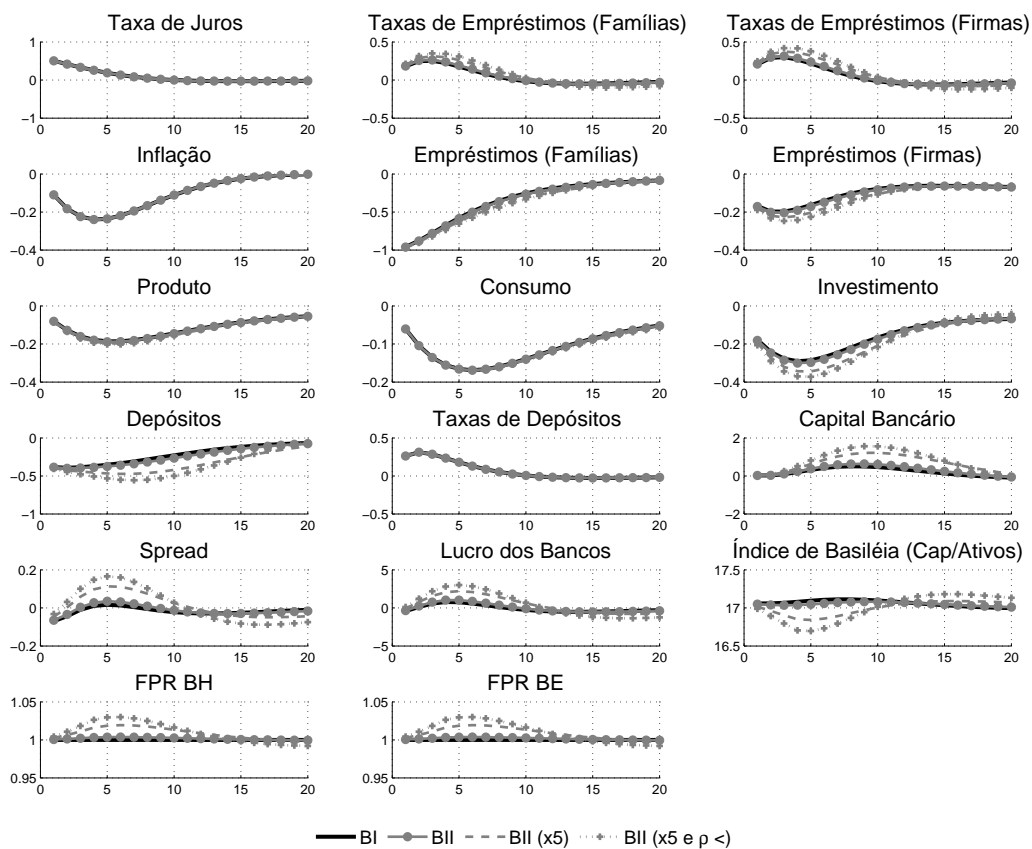 Taxa de Juros Taxas de Empréstimos (Famílias) Taxas de Empréstimos (Firmas)
1 0.5 0.5
0 0 0
−1 −0.5 −0.5
0 5 10 15 20 0 5 10 15 20 0 5 10 15 20
Inflação Empréstimos (Famílias) Empréstimos (Firmas)
0 0 0
−0.2 −0.5 −0.2
−0.4 −1 −0.4
0 5 10 15 20 0 5 10 15 20 0 5 10 15 20
Produto Consumo Investimento
0 0 0
−0.2 −0.1 −0.2
−0.4 −0.2 −0.4
0 5 10 15 20 0 5 10 15 20 0 5 10 15 20
Depósitos Taxas de Depósitos Capital Bancário
0 0.5 2
−0.5 0 0
−1 −0.5 −2
0 5 10 15 20 0 5 10 15 20 0 5 10 15 20
Spread Lucro dos Bancos Índice de Basiléia (Cap/Ativos)
0.2 5 17.5
0 0 17
−0.2 −5 16.5
0 5 10 15 20 0 5 10 15 20 0 5 10 15 20
FPR BH FPR BE
1.05 1.05
1 1
0.95 0.95
0 5 10 15 20 0 5 10 15 20
BI BII BII (x5) BII (x5 e ρ <)